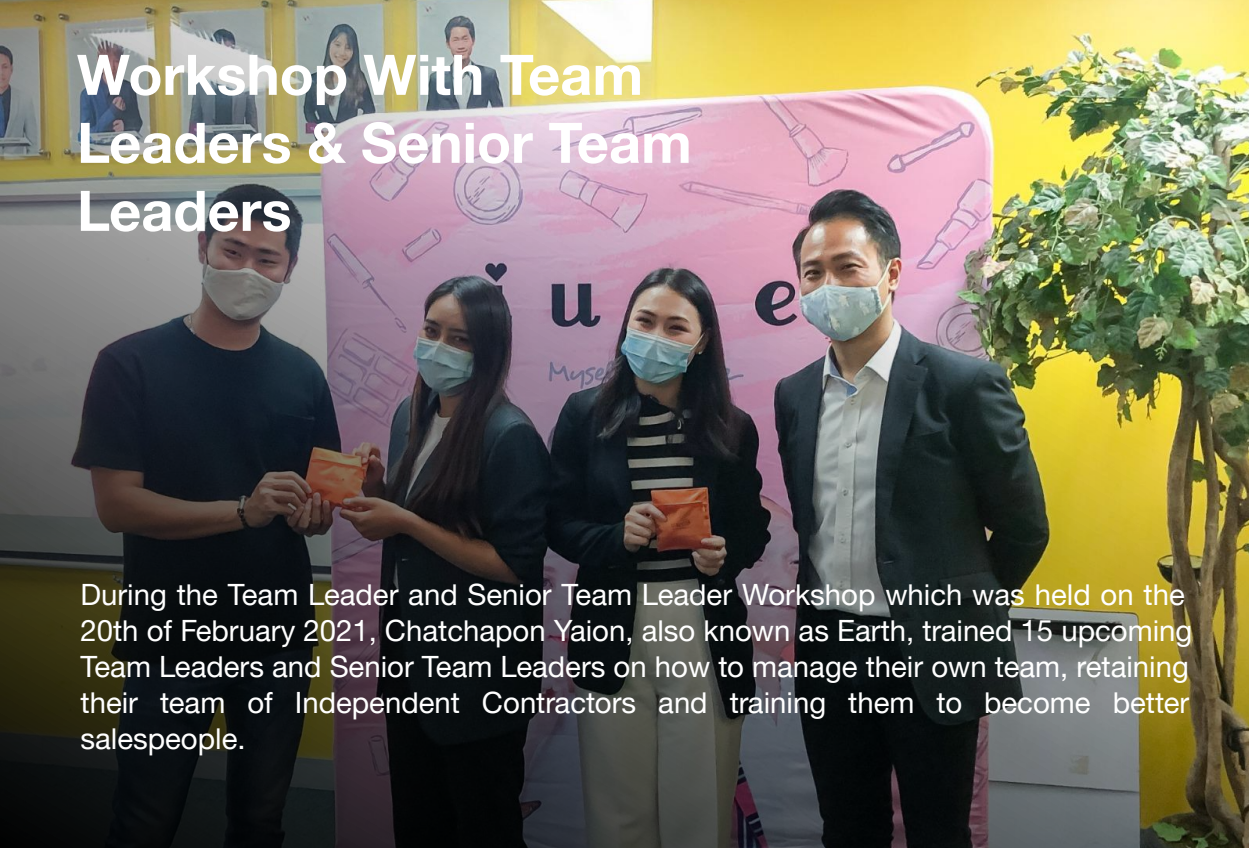 Workshop With Team
Leaders & Senior Team
Leaders
i u e
During the Team Leader and Senior Team Leader Workshop which was held on the
20th of February 2021, Chatchapon Yaion, also known as Earth, trained 15 upcoming
Team Leaders and Senior Team Leaders on how to manage their own team, retaining
their team of Independent Contractors and training them to become better
salespeople.